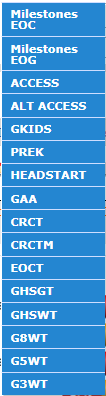 Milestones
EOC
Milestones
EOG
ACCESS
ALT ACCESS
GKIDS
PREK
HEADSTART
GAA
CRCT
CRCTM
EOCT
GHSGT
GHSWT
G8WT
G5WT
G3WT